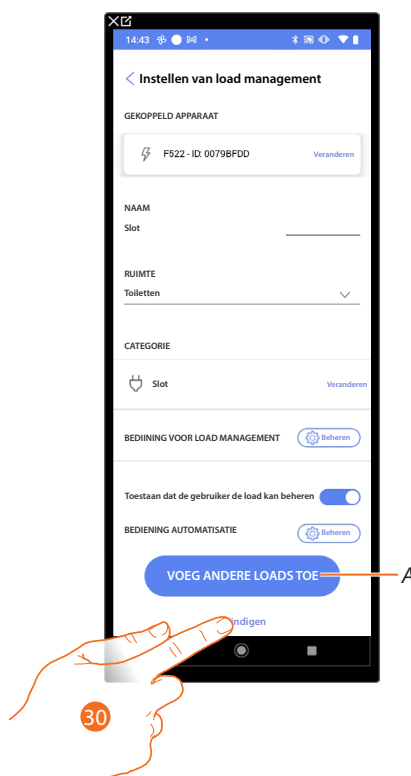 14:43
Instellen van load management
GEKOPPELD APPARAAT
F522 - ID: 0079BFDD Veranderen
NAAM
Slot
RUIMTE
Toiletten
CATEGORIE
Slot Veranderen
BEDIINING VOOR LOAD MANAGEMENT Beheren
Toestaan dat de gebruiker de load kan beheren
BEDIENING AUTOMATISATIE Beheren
VOEG ANDERE LOADS TOE A
indigen
30